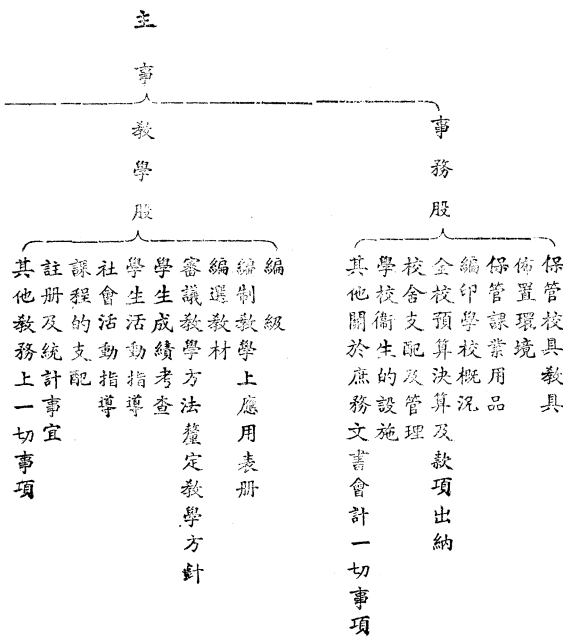 主事
事務股
保管校具教具
佈置環境
保管課業用品
編印學校概況
全校預算決算及款項出納
校舍支配及管理
學校衞生的設施
其他關於庶務文書會計一切事項
教學股
編級
編制教學上應用表册
編選教材
審議教學方法釐定教學方針
學生成績考查
學生活動指導
社會活動指導
課程的支配
註册及統計事宜
其他教務上一切事項